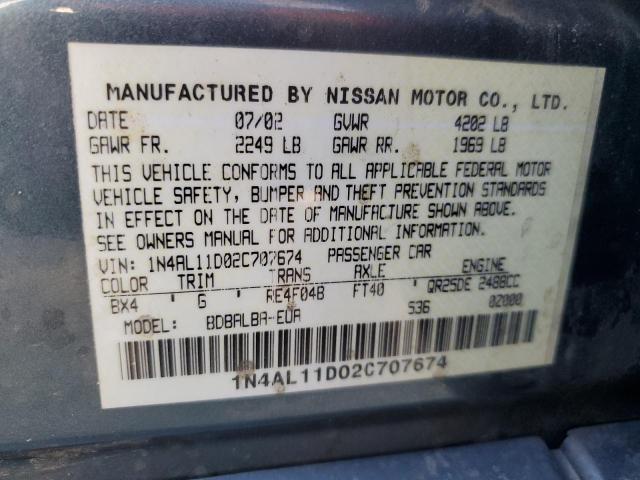 MANUFACTURED BY NISSAN MOTOR CO., LTD.
DATE 07/02 GVWR 4202 LB
GAWR FR. 2249 LB GAWR RR. 1969 LB
THIS VEHICLE CONFORMS TO ALL APPLICABLE FEDERAL MOTOR
VEHICLE SAFETY, BUMPER AND THEFT PREVENTION STANDARDS
IN EFFECT ON THE DATE OF MANUFACTURE SHOWN ABOVE.
SEE OWNERS MANUAL FOR ADDITIONAL INFORMATION.
VIN: 1N4AL11D02C707674 PASSENGER CAR
COLOR TRIM TRANS AXLE ENGINE
BX4 G RE4F04B FT40 QR25DE 2488CC
MODEL: BDBALBA-EUA 536 02000
1N4AL11D02C707674